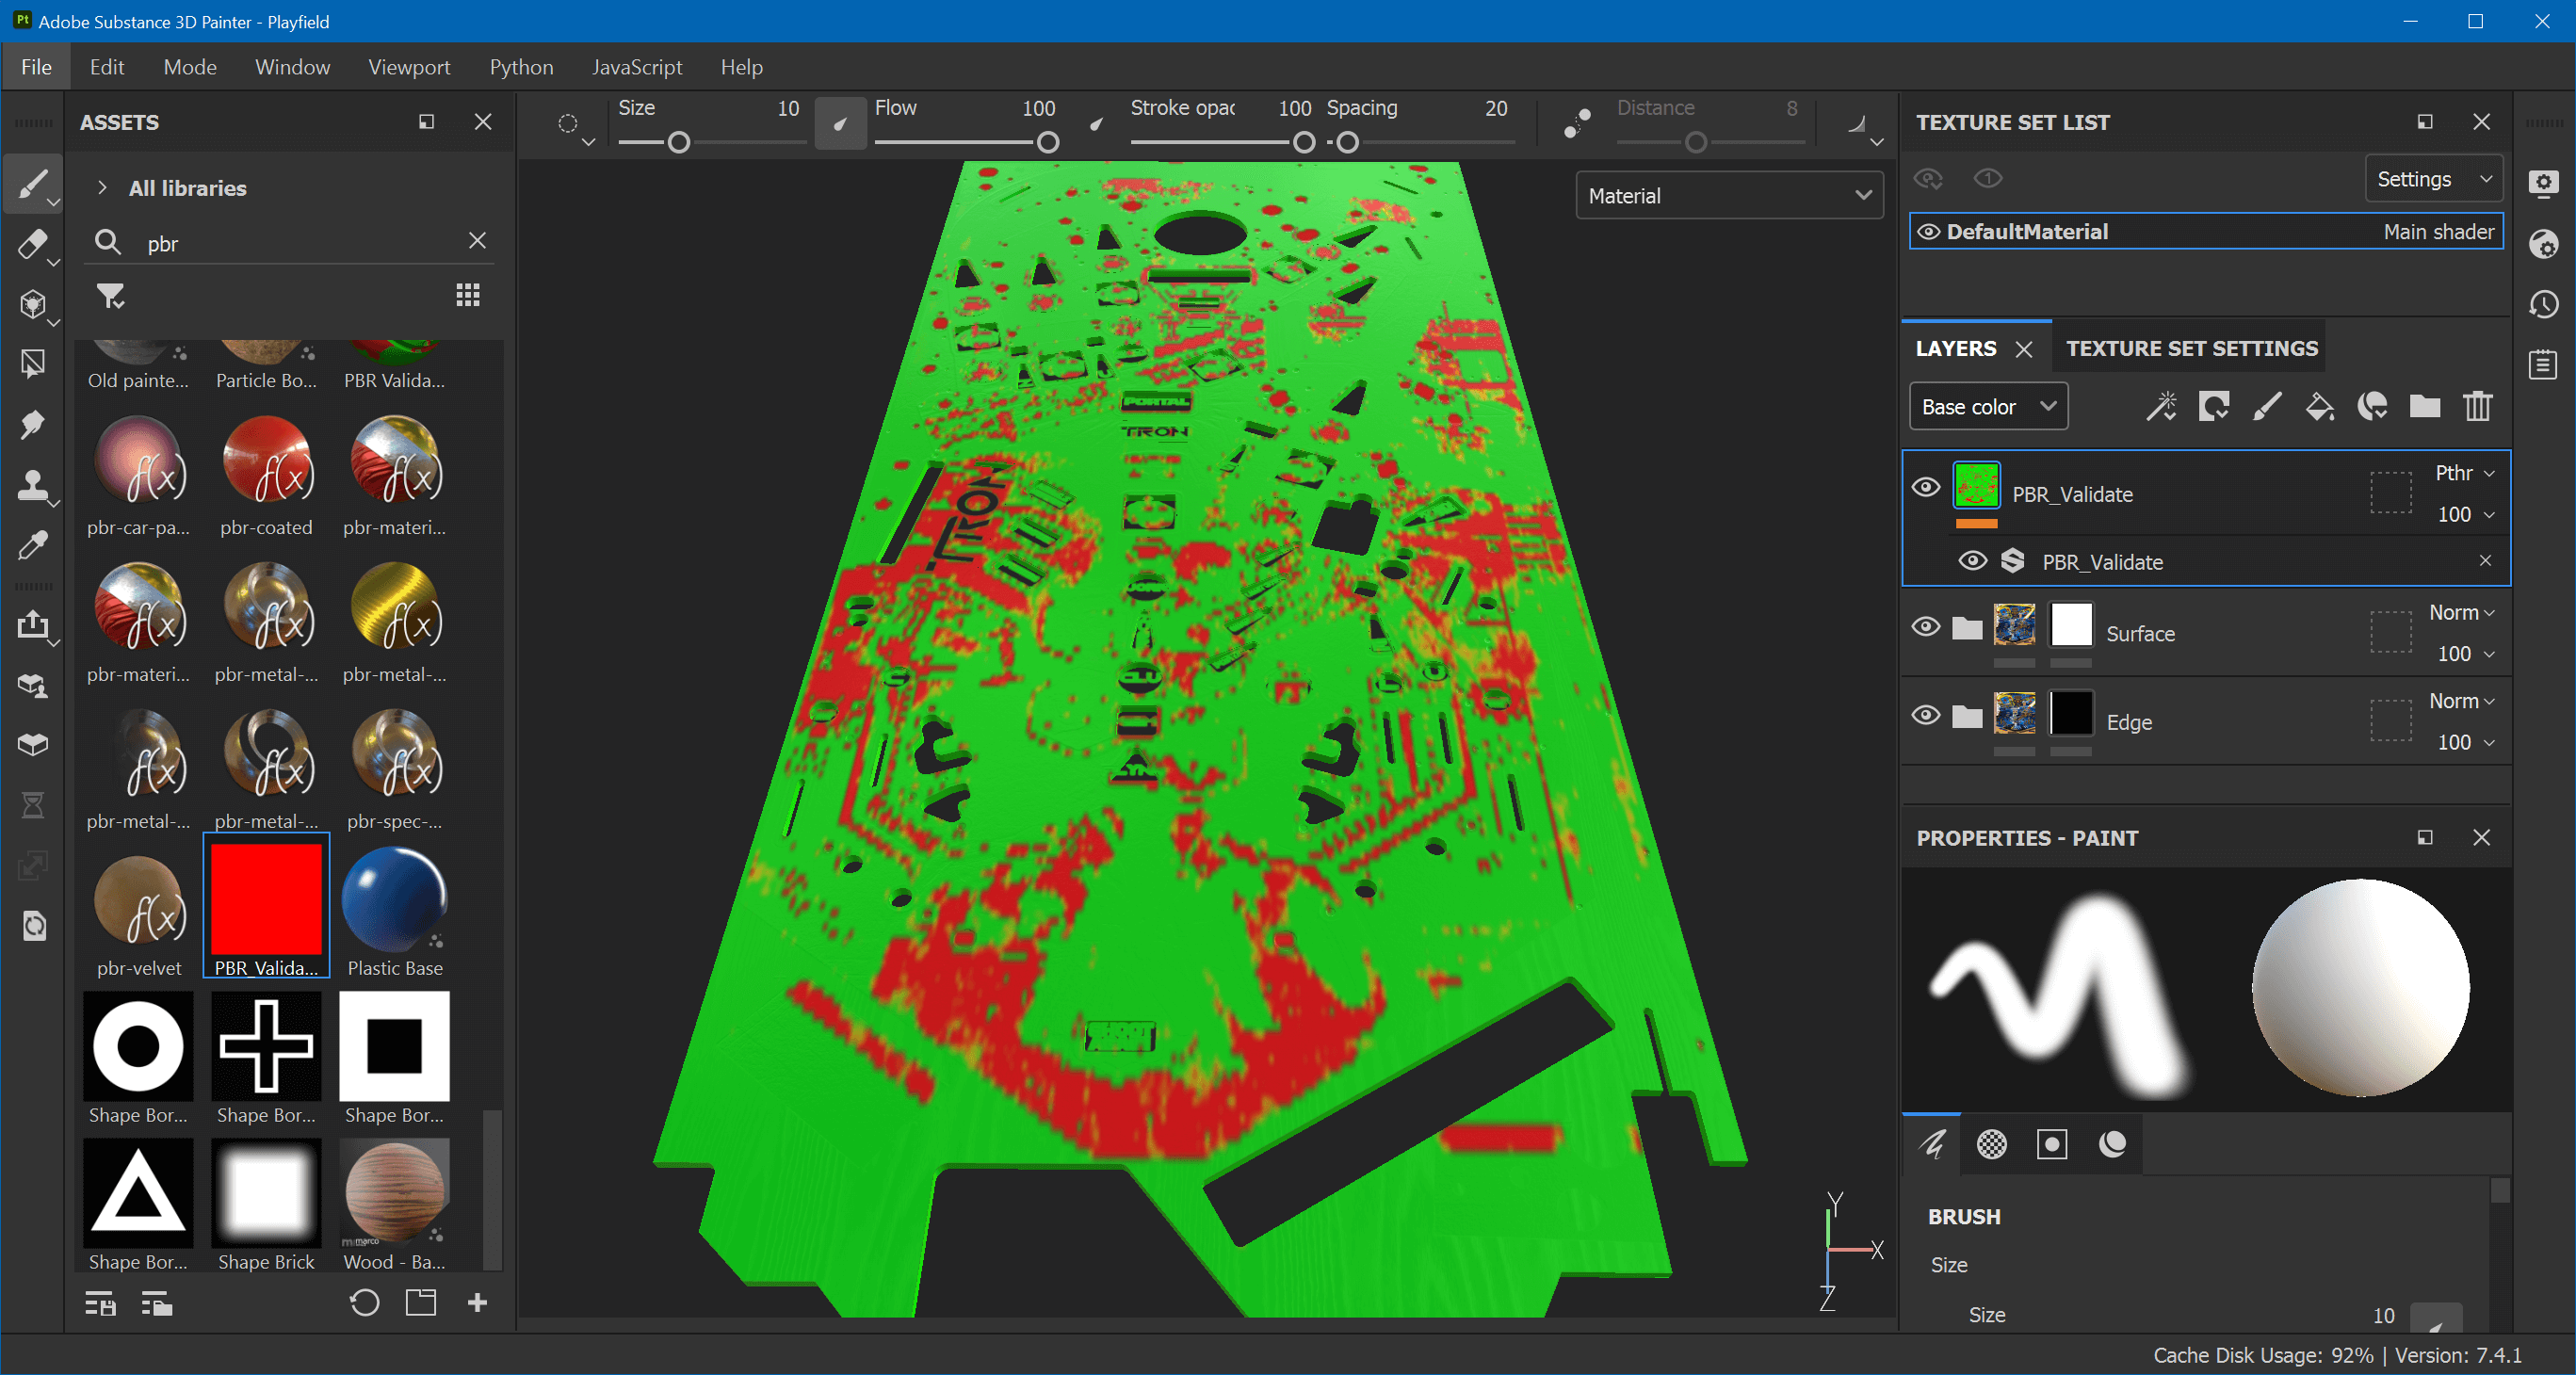 Pt Adobe Substance 3D Painter - Playfield
File Edit Mode Window Viewport Python JavaScript Help
ASSETS
All libraries
pbr
Old painte... Particle Bo... PBR Valida...
pbr-car-pa... pbr-coated pbr-materi...
pbr-materi... pbr-metal-... pbr-metal-...
pbr-metal-... pbr-metal-... pbr-spec-...
pbr-velvet PBR_Valida... Plastic Base
Shape Bor... Shape Bor... Shape Bor...
Shape Bor... Shape Brick Wood - Ba...
Size 10 Flow 100 Stroke opac 100 Spacing 20 Distance 8
Material
PORTAL
TRON
TRON
SHOOT
AGAIN
Y
X
Z
TEXTURE SET LIST
Settings
DefaultMaterial Main shader
LAYERS TEXTURE SET SETTINGS
Base color
PBR_Validate Pthr
100
PBR_Validate
Surface Norm
100
Edge Norm
100
PROPERTIES - PAINT
BRUSH
Size
Size 10
Cache Disk Usage: 92% | Version: 7.4.1